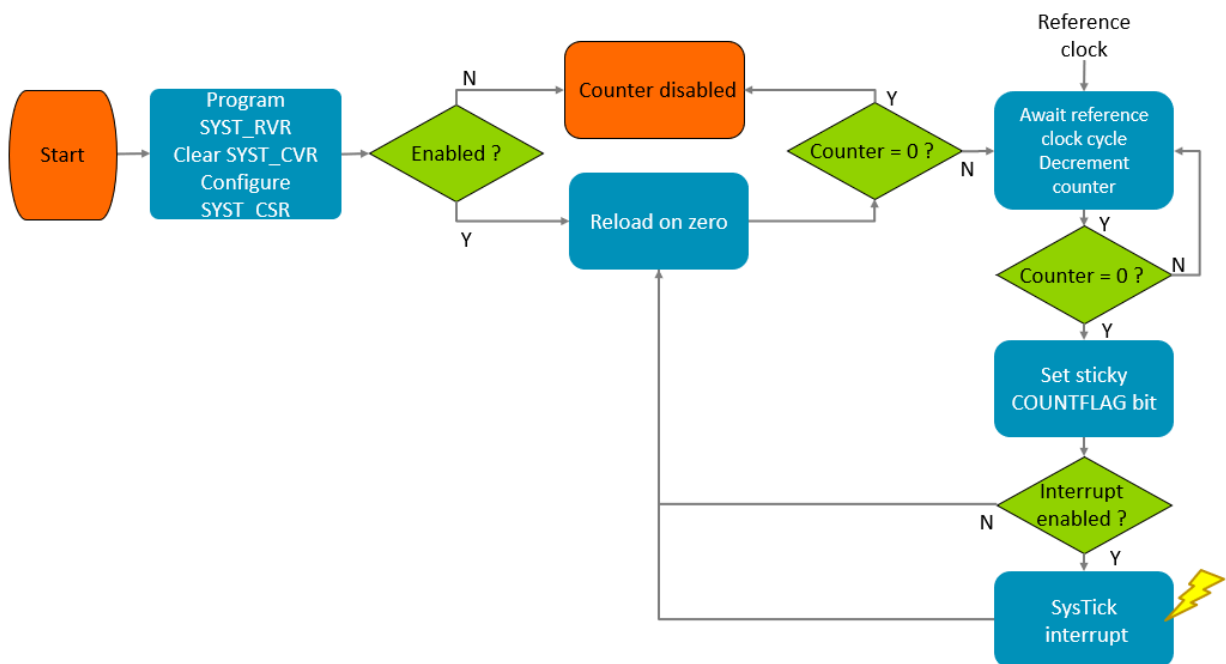 Start
Program
SYST_RVR
Clear SYST_CVR
Configure
SYST_CSR
Enabled ?
N
Y
Counter disabled
Reload on zero
Counter = 0 ?
Y
N
Reference
clock
Await reference
clock cycle
Decrement
counter
Y
Counter = 0 ?
N
Y
Set sticky
COUNTFLAG bit
Interrupt
enabled ?
N
Y
SysTick
interrupt